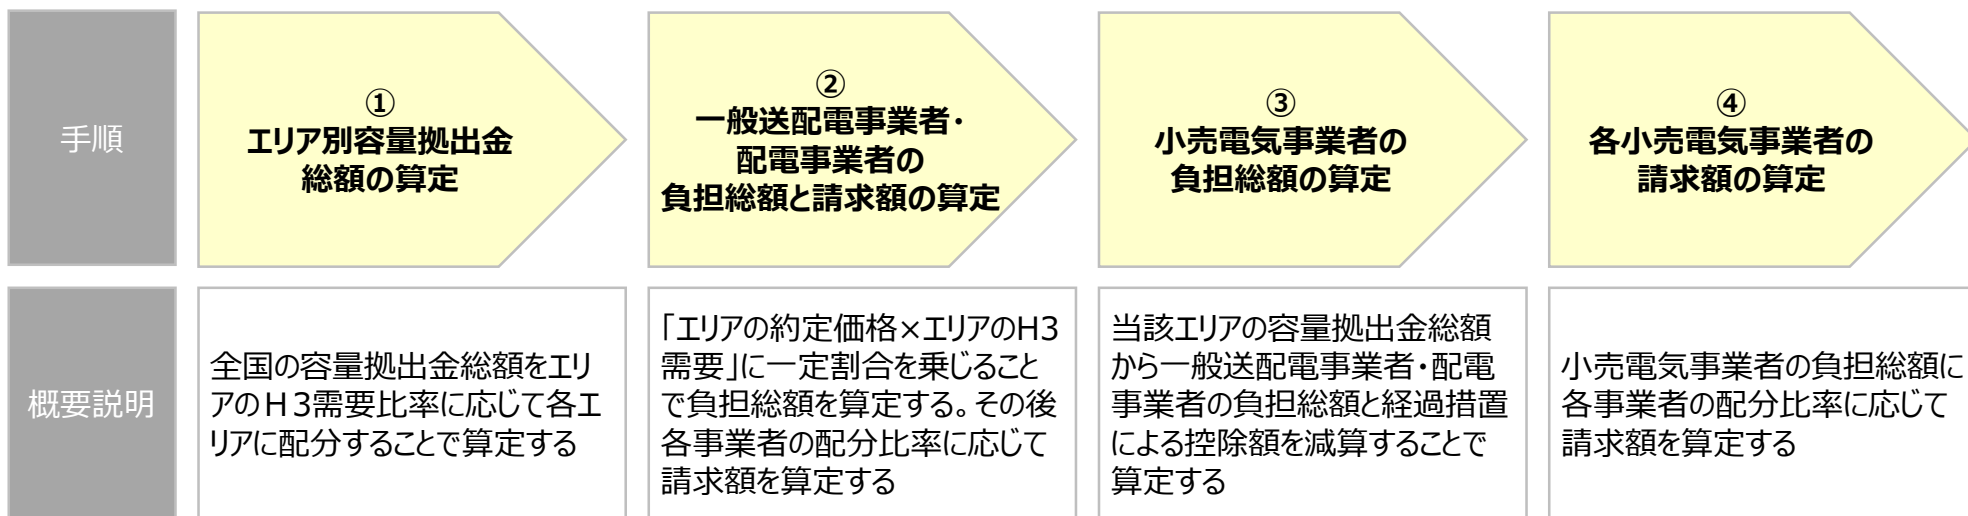 手順
①
エリア別容量拠出金
総額の算定
②
一般送配電事業者・
配電事業者の
負担総額と請求額の算定
③
小売電気事業者の
負担総額の算定
④
各小売電気事業者の
請求額の算定
概要説明
全国の容量拠出金総額をエリ
アのH3需要比率に応じて各エ
リアに配分することで算定する
「エリアの約定価格×エリアのH3
需要」に一定割合を乗じること
で負担総額を算定する。その後
各事業者の配分比率に応じて
請求額を算定する
当該エリアの容量拠出金総額
から一般送配電事業者・配電
事業者の負担総額と経過措置
による控除額を減算することで
算定する
小売電気事業者の負担総額に
各事業者の配分比率に応じて
請求額を算定する